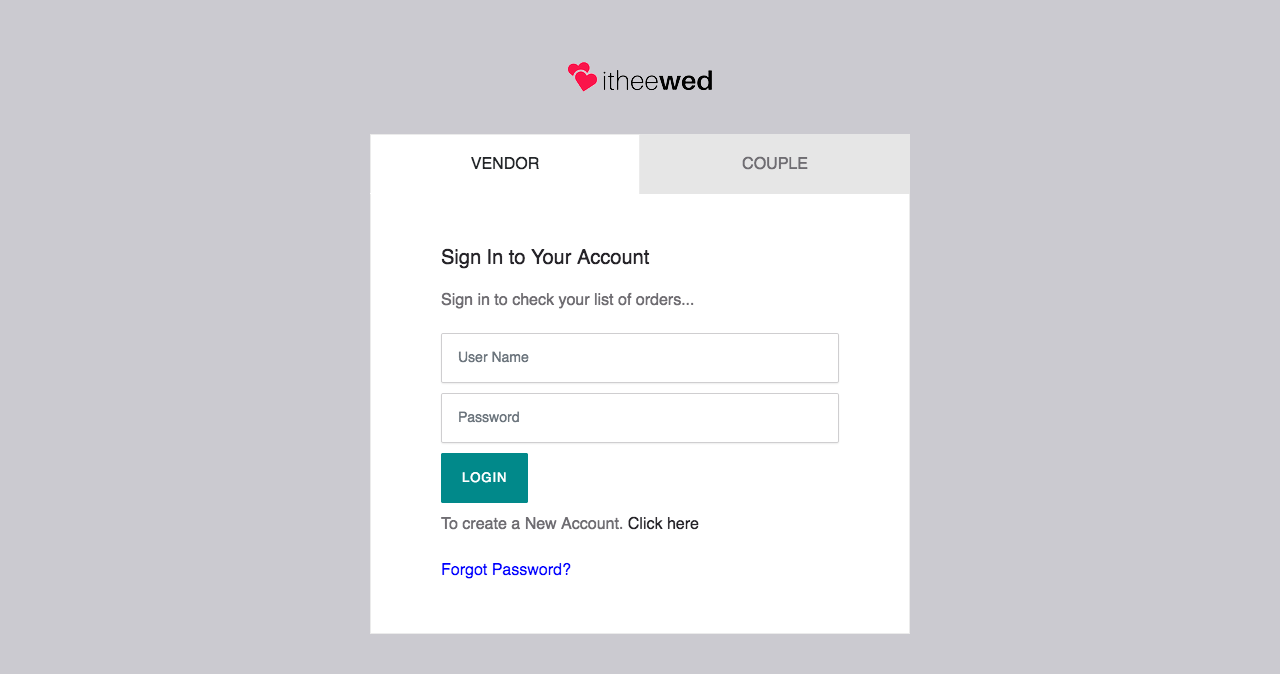 itheewed
VENDOR
COUPLE
Sign In to Your Account
Sign in to check your list of orders...
User Name
Password
LOGIN
To create a New Account. Click here
Forgot Password?